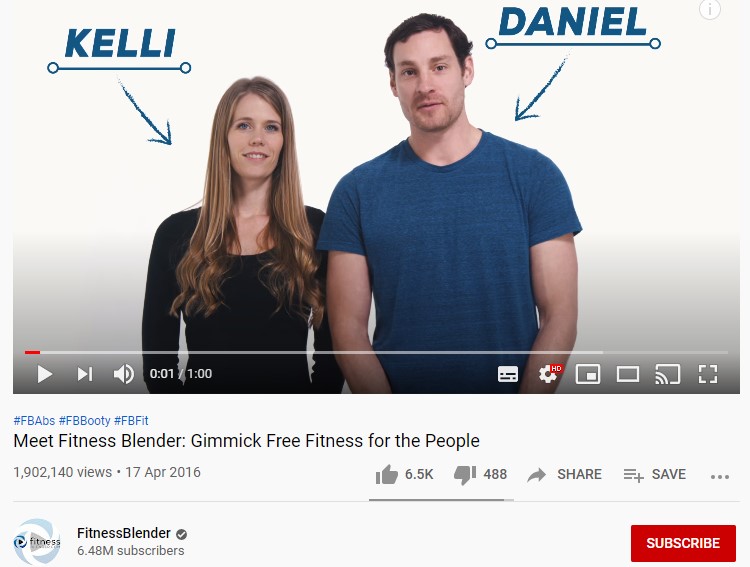 KELLI
DANIEL
0:01 / 1:00
HD
#FBAbs #FBBooty #FBFit
Meet Fitness Blender: Gimmick Free Fitness for the People
1,902,140 views • 17 Apr 2016
6.5K
488
SHARE
SAVE
fitness
FitnessBlender
6.48M subscribers
SUBSCRIBE